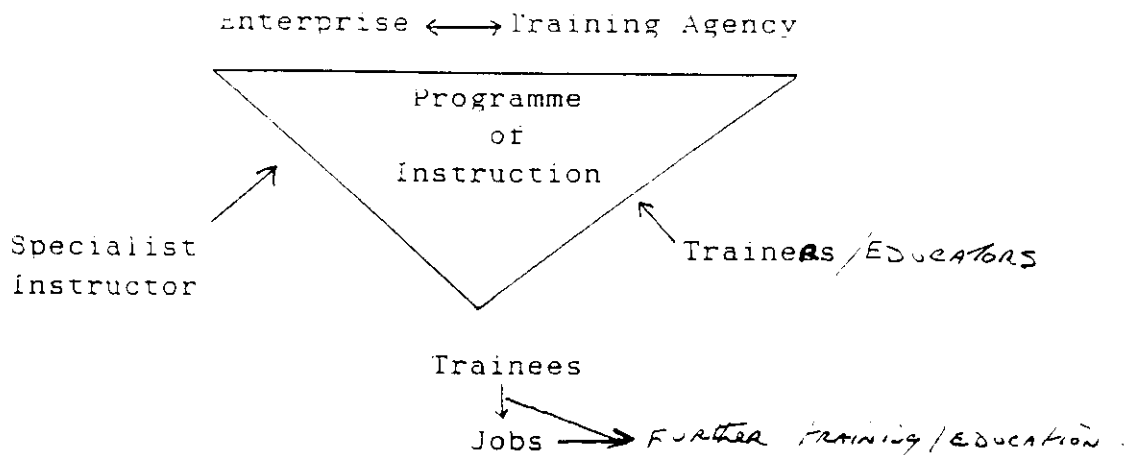 Enterprise ⟷ Training Agency
Programme
of
Instruction
Specialist
Instructor
Trainers / EDUCATORS
Trainees
Jobs → FURTHER TRAINING / EDUCATION.